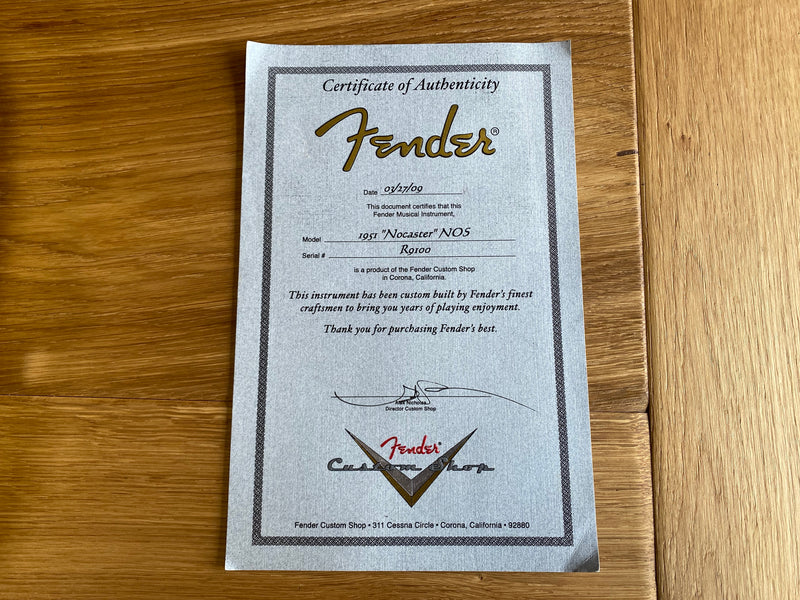 Certificate of Authenticity
Fender®
Date 03/27/09
This document certifies that this
Fender Musical Instrument,
Model 1951 "Nocaster" NOS
Serial # R9100
is a product of the Fender Custom Shop
in Corona, California.
This instrument has been custom built by Fender's finest
craftsmen to bring you years of playing enjoyment.
Thank you for purchasing Fender's best.
Nicholas
Director Custom Shop
Fender®
Custom Shop
Fender Custom Shop • 311 Cessna Circle • Corona, California • 92880